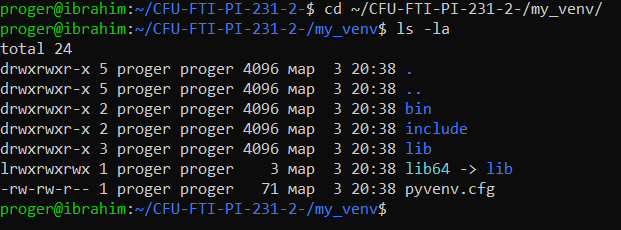 proger@ibrahim:~/CFU-FTI-PI-231-2-$ cd ~/CFU-FTI-PI-231-2-/my_venv/
proger@ibrahim:~/CFU-FTI-PI-231-2-/my_venv$ ls -la
total 24
drwxrwxr-x 5 proger proger 4096 мар  3 20:38 .
drwxrwxr-x 5 proger proger 4096 мар  3 20:38 ..
drwxrwxr-x 2 proger proger 4096 мар  3 20:38 bin
drwxrwxr-x 2 proger proger 4096 мар  3 20:38 include
drwxrwxr-x 3 proger proger 4096 мар  3 20:38 lib
lrwxrwxrwx 1 proger proger    3 мар  3 20:38 lib64 -> lib
-rw-rw-r-- 1 proger proger   71 мар  3 20:38 pyvenv.cfg
proger@ibrahim:~/CFU-FTI-PI-231-2-/my_venv$